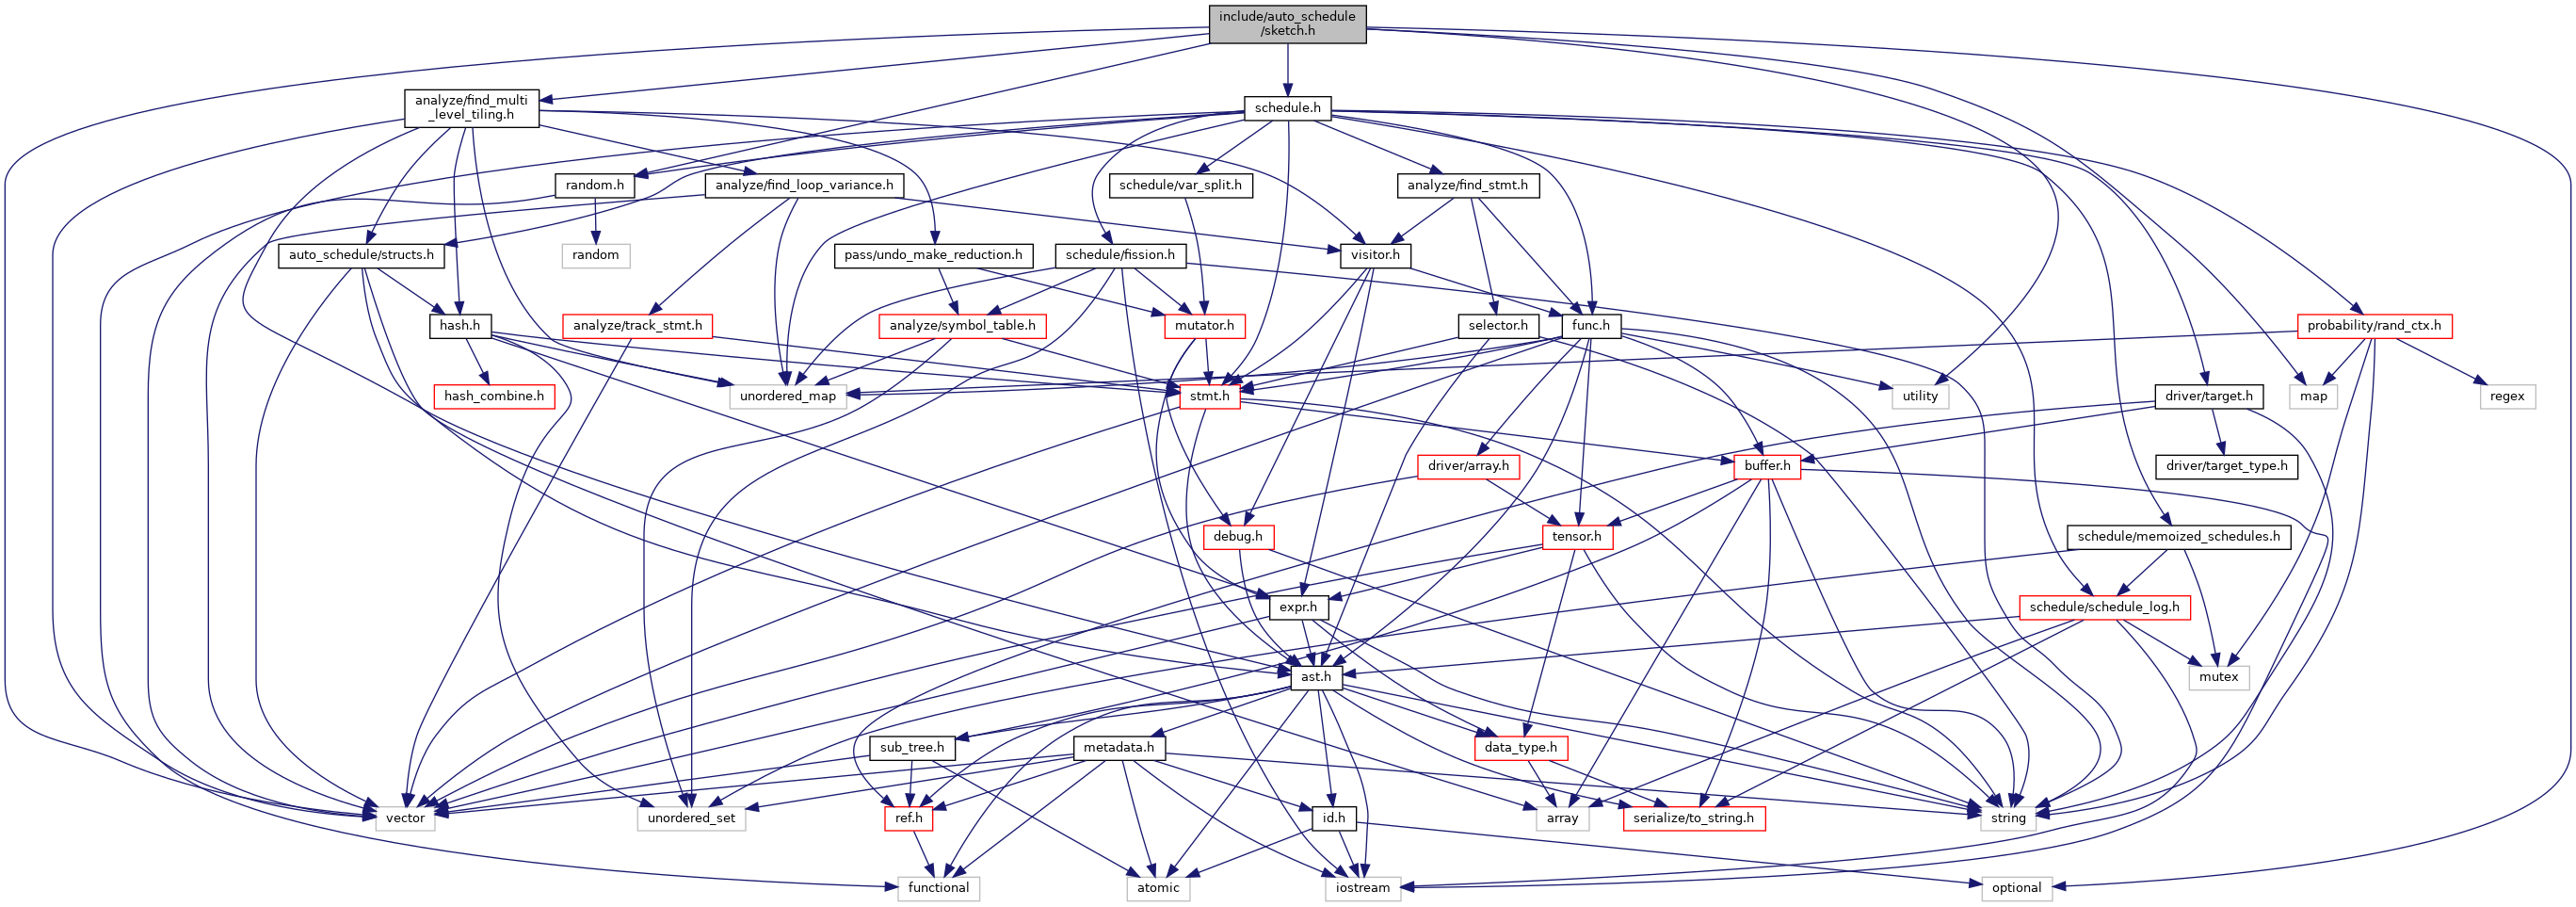 include/auto_schedule
/sketch.h
analyze/find_multi
_level_tiling.h
schedule.h
random.h
analyze/find_loop_variance.h
schedule/var_split.h
analyze/find_stmt.h
auto_schedule/structs.h
random
pass/undo_make_reduction.h
schedule/fission.h
visitor.h
hash.h
analyze/track_stmt.h
analyze/symbol_table.h
mutator.h
selector.h
func.h
probability/rand_ctx.h
hash_combine.h
unordered_map
stmt.h
utility
driver/target.h
map
regex
driver/array.h
buffer.h
driver/target_type.h
debug.h
tensor.h
schedule/memoized_schedules.h
expr.h
schedule/schedule_log.h
ast.h
mutex
sub_tree.h
metadata.h
data_type.h
vector
unordered_set
ref.h
id.h
array
serialize/to_string.h
string
functional
atomic
iostream
optional